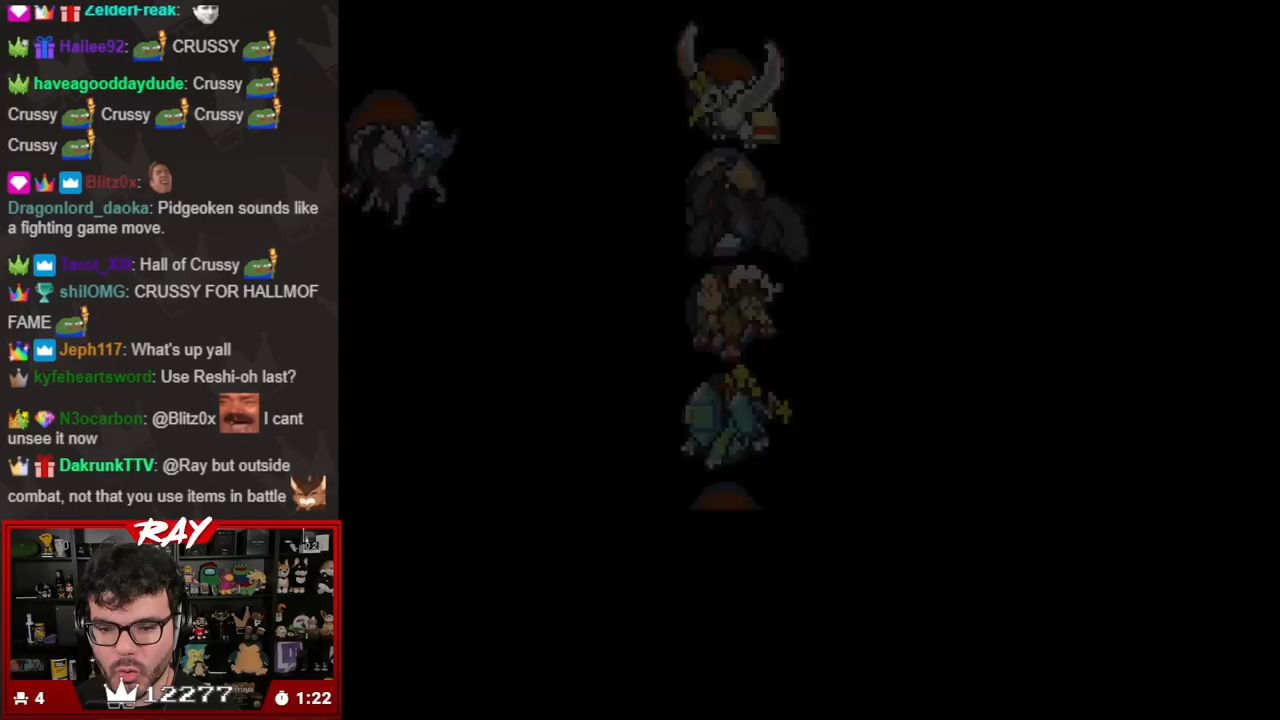 ZelderFreak:
Hailee92: CRUSSY
haveagooddaydude: Crussy
Crussy Crussy Crussy
Crussy
Blitz0x:
Dragonlord_daoka: Pidgeoken sounds like
a fighting game move.
Tarot_XIII: Hall of Crussy
shilOMG: CRUSSY FOR HALLMOF
FAME
Jeph117: What's up yall
kyfeheartsword: Use Reshi-oh last?
N3ocarbon: @Blitz0x I cant
unsee it now
DakrunkTTV: @Ray but outside
combat, not that you use items in battle
RAY
4 12277 1:22